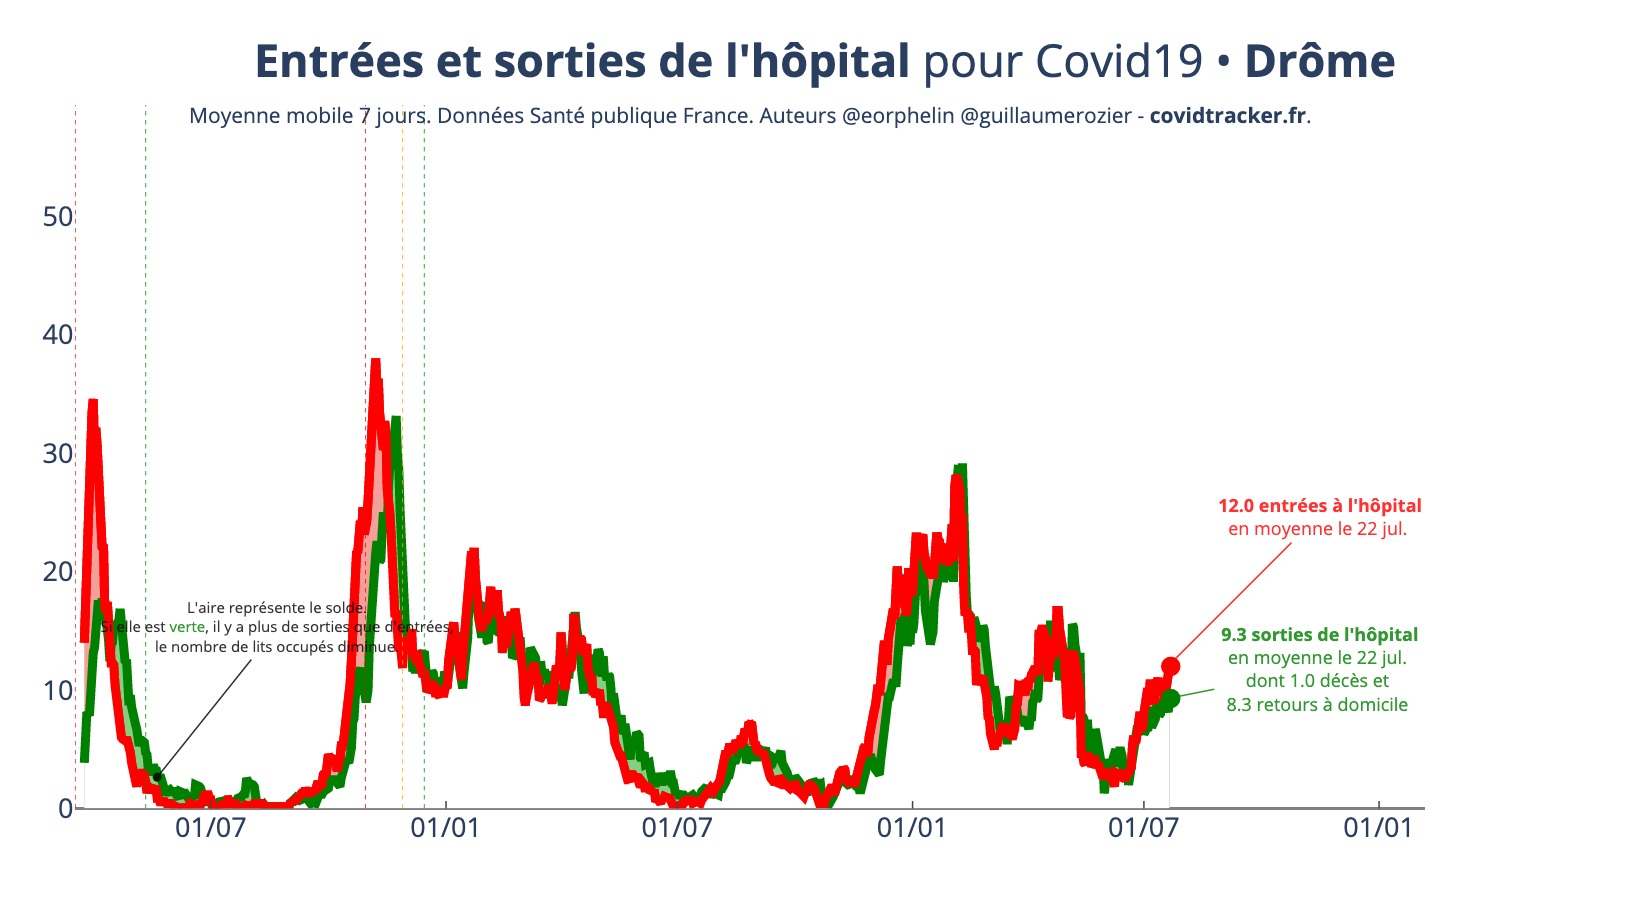 Entrées et sorties de l'hôpital pour Covid19 • Drôme
Moyenne mobile 7 jours. Données Santé publique France. Auteurs @eorphelin @guillaumerozier - covidtracker.fr.
50
40
30
20
10
0
L'aire représente le solde.
Si elle est verte, il y a plus de sorties que d'entrées,
le nombre de lits occupés diminue.
12.0 entrées à l'hôpital
en moyenne le 22 jul.
9.3 sorties de l'hôpital
en moyenne le 22 jul.
dont 1.0 décès et
8.3 retours à domicile
01/07
01/01
01/07
01/01
01/07
01/01